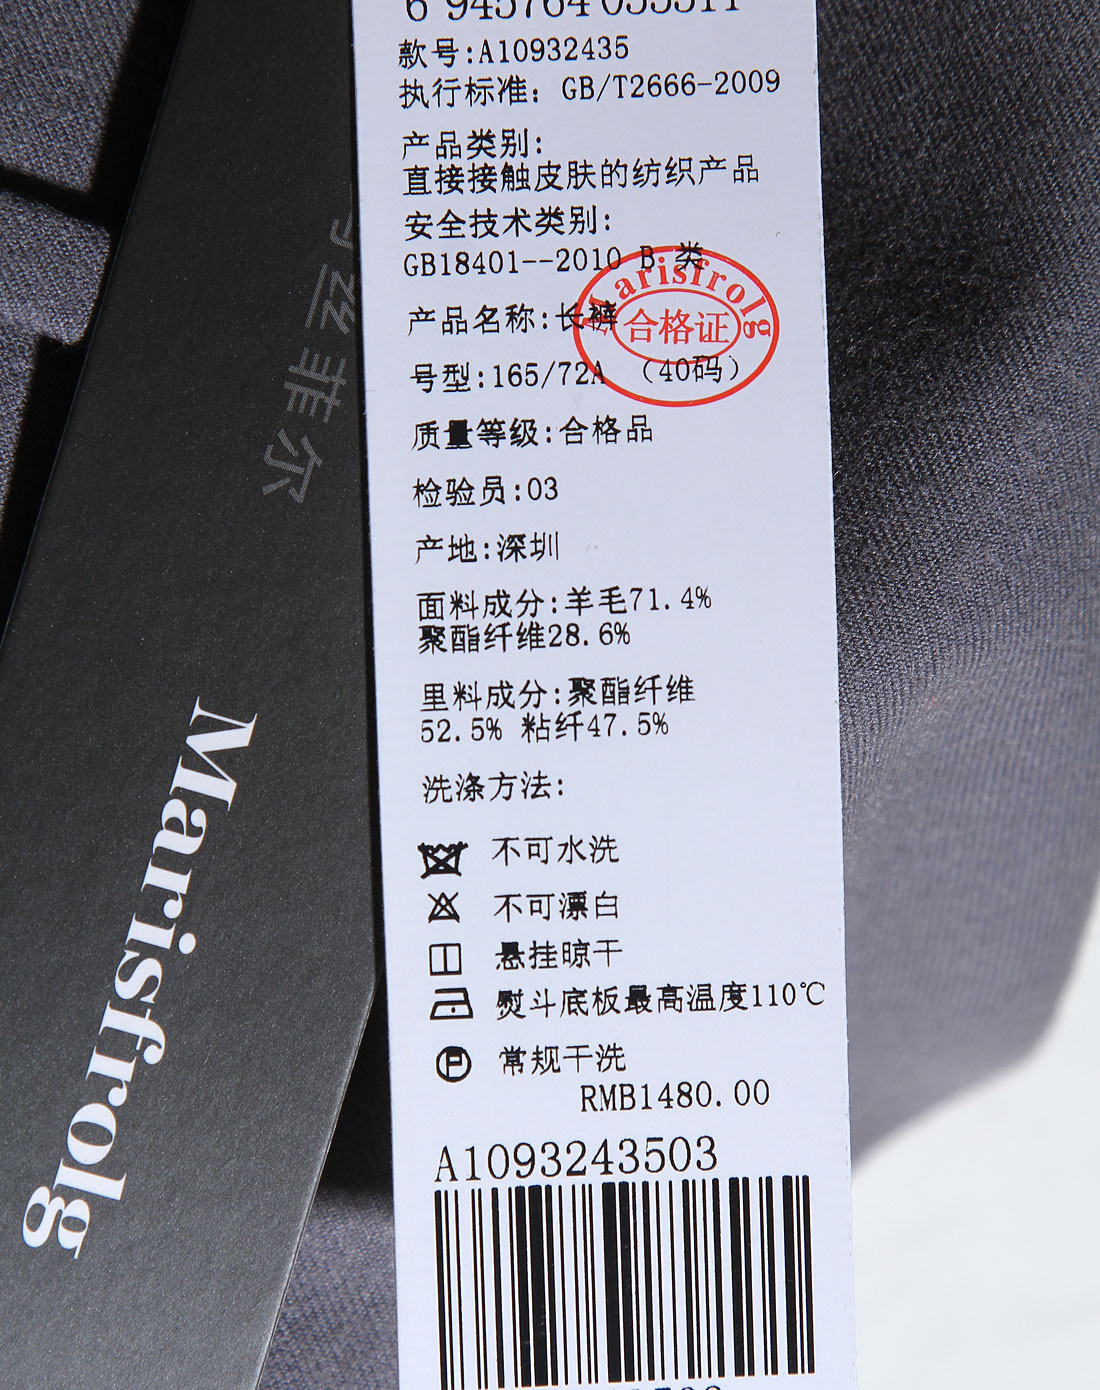 款号:A10932435
执行标准: GB/T2666-2009
产品类别:
直接接触皮肤的纺织产品
安全技术类别:
GB18401--2010 B 类
产品名称:长裤
Marisfrolg
合格证
号型:165/72A (40码)
质量等级:合格品
检验员:03
产地:深圳
面料成分:羊毛71.4%
聚酯纤维28.6%
里料成分:聚酯纤维
52.5% 粘纤47.5%
洗涤方法:
不可水洗
不可漂白
悬挂晾干
熨斗底板最高温度110℃
P 常规干洗
RMB1480.00
A1093243503
丝菲尔
Marisfrolg